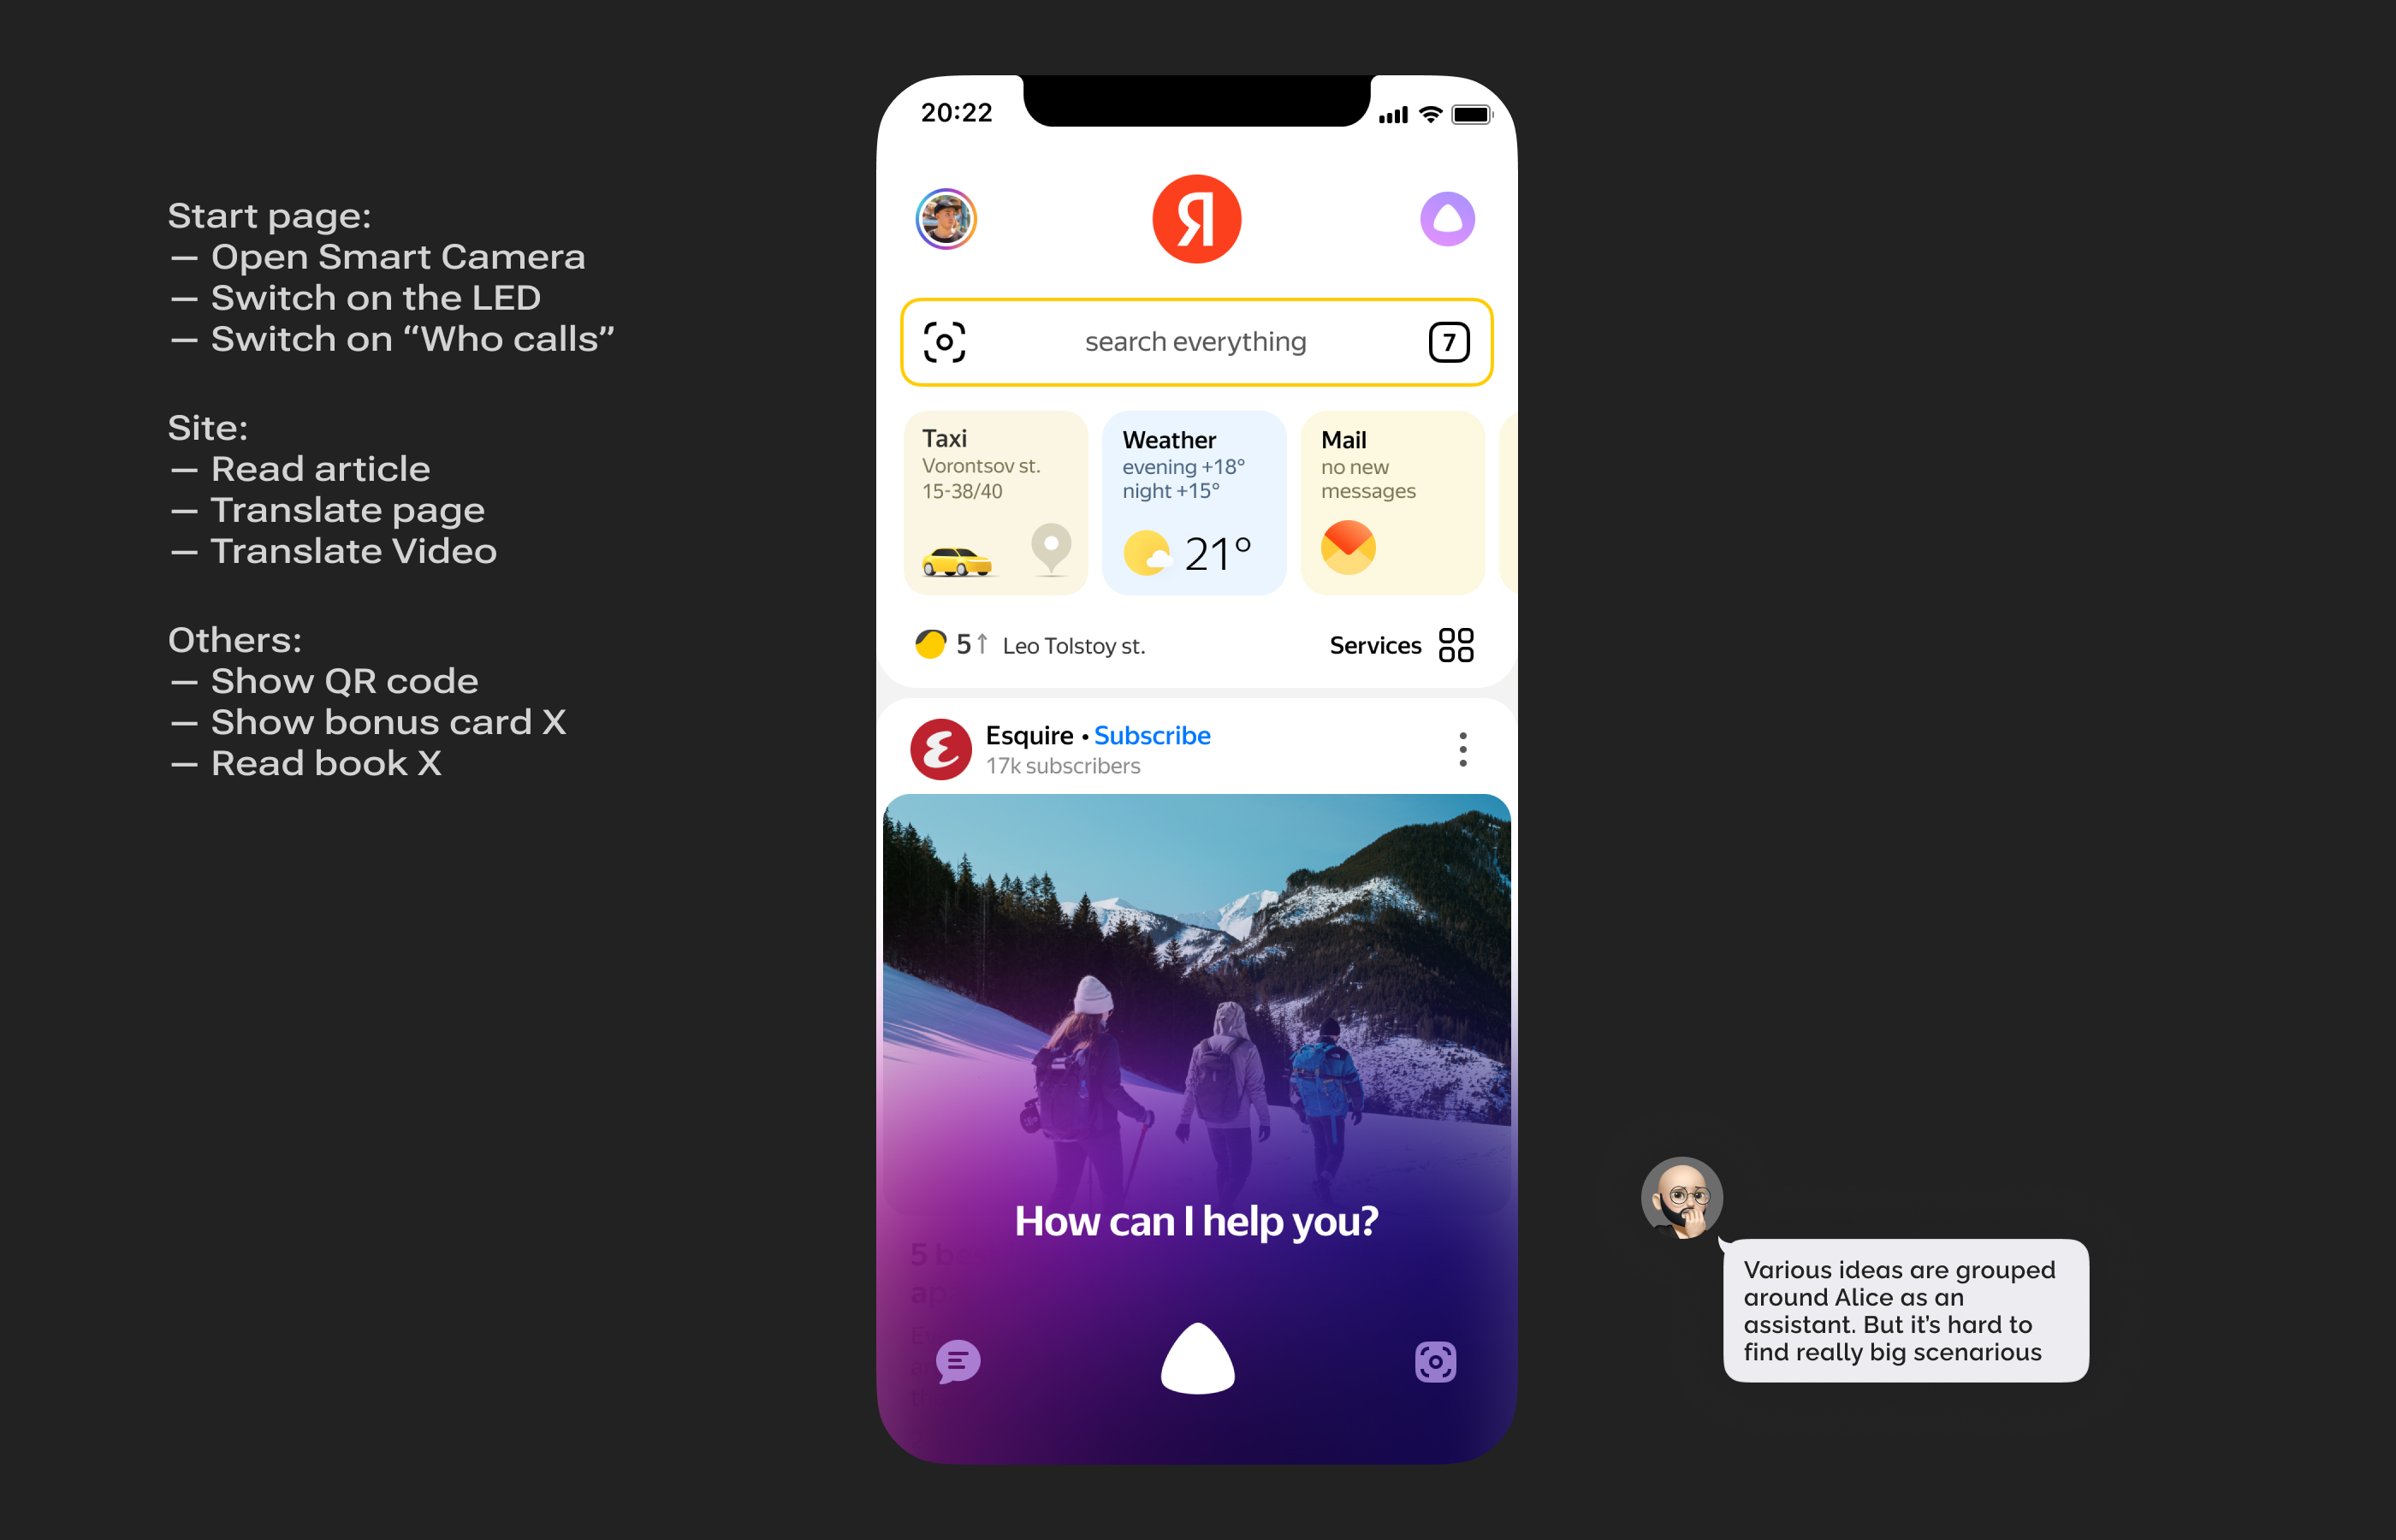 Start page:
— Open Smart Camera
— Switch on the LED
— Switch on “Who calls”
Site:
— Read article
— Translate page
— Translate Video
Others:
— Show QR code
— Show bonus card X
— Read book X
20:22
Я
search everything
7
Taxi
Vorontsov st.
15-38/40
Weather
evening +18°
night +15°
21°
Mail
no new
messages
5↑ Leo Tolstoy st.
Services
Esquire • Subscribe
17k subscribers
How can I help you?
5
Various ideas are grouped
around Alice as an
assistant. But it’s hard to
find really big scenarious